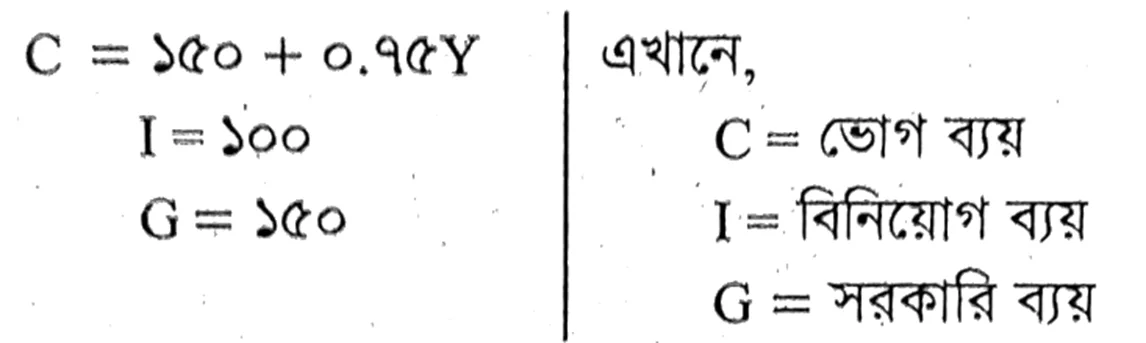 C = ১৫০ + ০.৭৫Y
I = ১০০
G = ১৫০
এখানে,
C = ভোগ ব্যয়
I = বিনিয়োগ ব্যয়
G = সরকারি ব্যয়